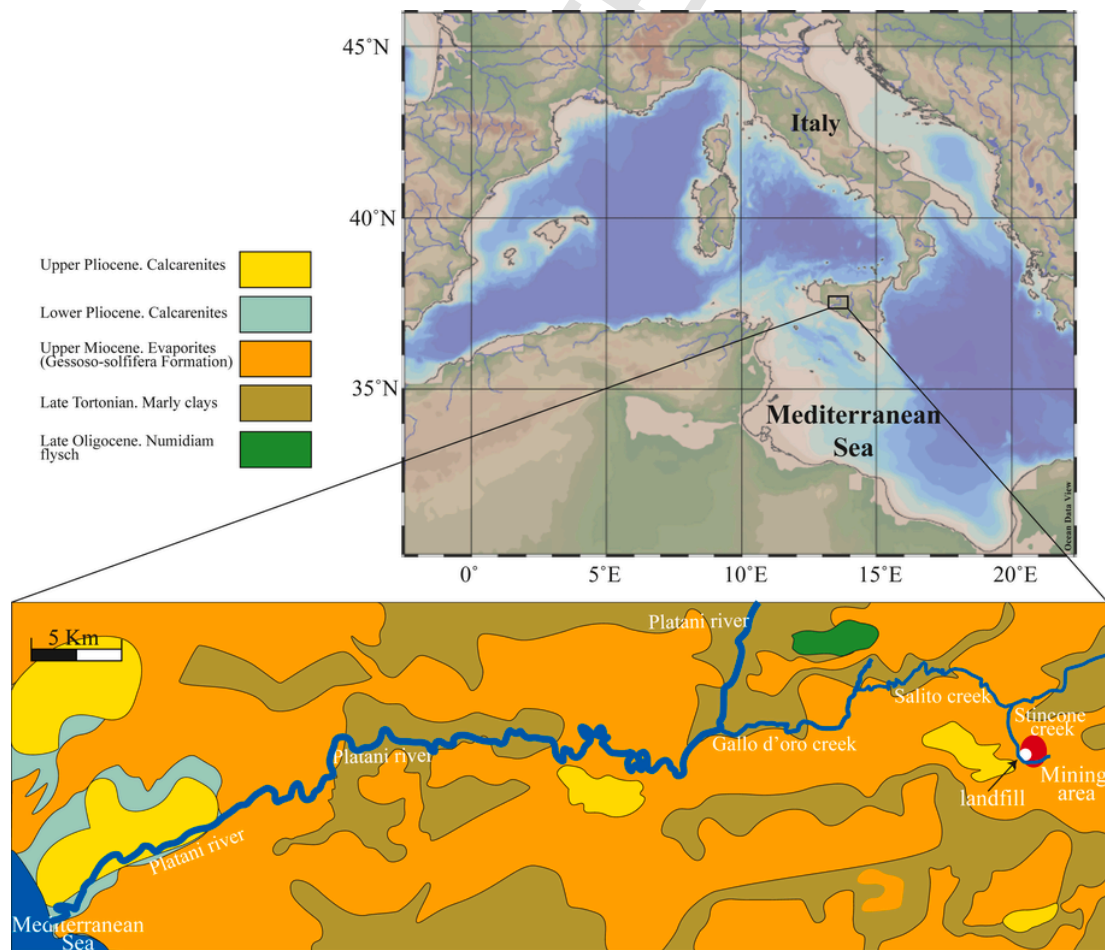 45°N
Italy
40°N
35°N
Mediterranean
Sea
Ocean Data View
0°
5°E
10°E
15°E
20°E
Upper Pliocene. Calcarenites
Lower Pliocene. Calcarenites
Upper Miocene. Evaporites
(Gessoso-solfifera Formation)
Late Tortonian. Marly clays
Late Oligocene. Numidiam
flysch
5 Km
Platani river
Salito creek
Stincone
creek
Gallo d'oro creek
Platani river
Mining
area
landfill
Platani river
Mediterranean
Sea